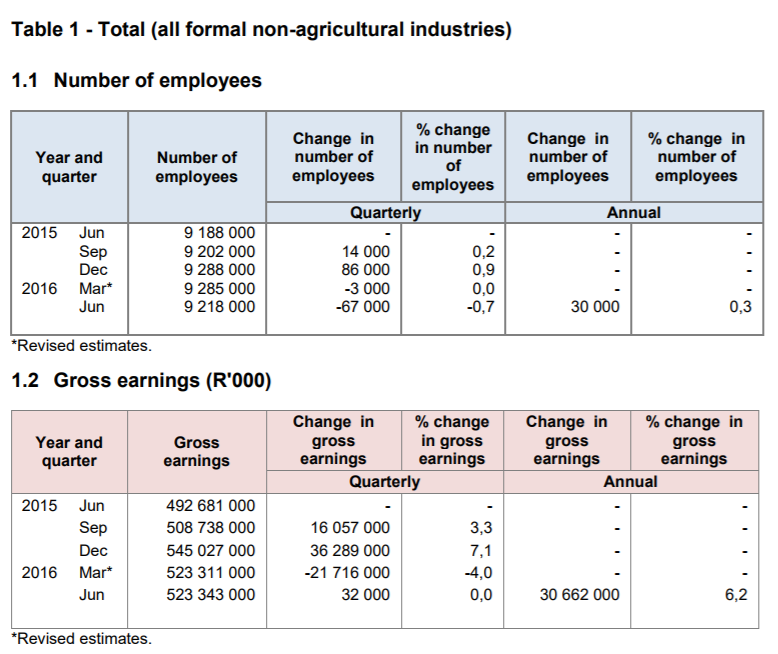 Table 1 - Total (all formal non-agricultural industries)
1.1 Number of employees
Year and quarter | Number of employees | Change in number of employees | % change in number of employees | Change in number of employees | % change in number of employees
Quarterly | Annual
2015 Jun 9 188 000 - - - -
Sep 9 202 000 14 000 0,2 - -
Dec 9 288 000 86 000 0,9 - -
2016 Mar* 9 285 000 -3 000 0,0 - -
Jun 9 218 000 -67 000 -0,7 30 000 0,3
*Revised estimates.
1.2 Gross earnings (R'000)
Year and quarter | Gross earnings | Change in gross earnings | % change in gross earnings | Change in gross earnings | % change in gross earnings
Quarterly | Annual
2015 Jun 492 681 000 - - - -
Sep 508 738 000 16 057 000 3,3 - -
Dec 545 027 000 36 289 000 7,1 - -
2016 Mar* 523 311 000 -21 716 000 -4,0 - -
Jun 523 343 000 32 000 0,0 30 662 000 6,2
*Revised estimates.